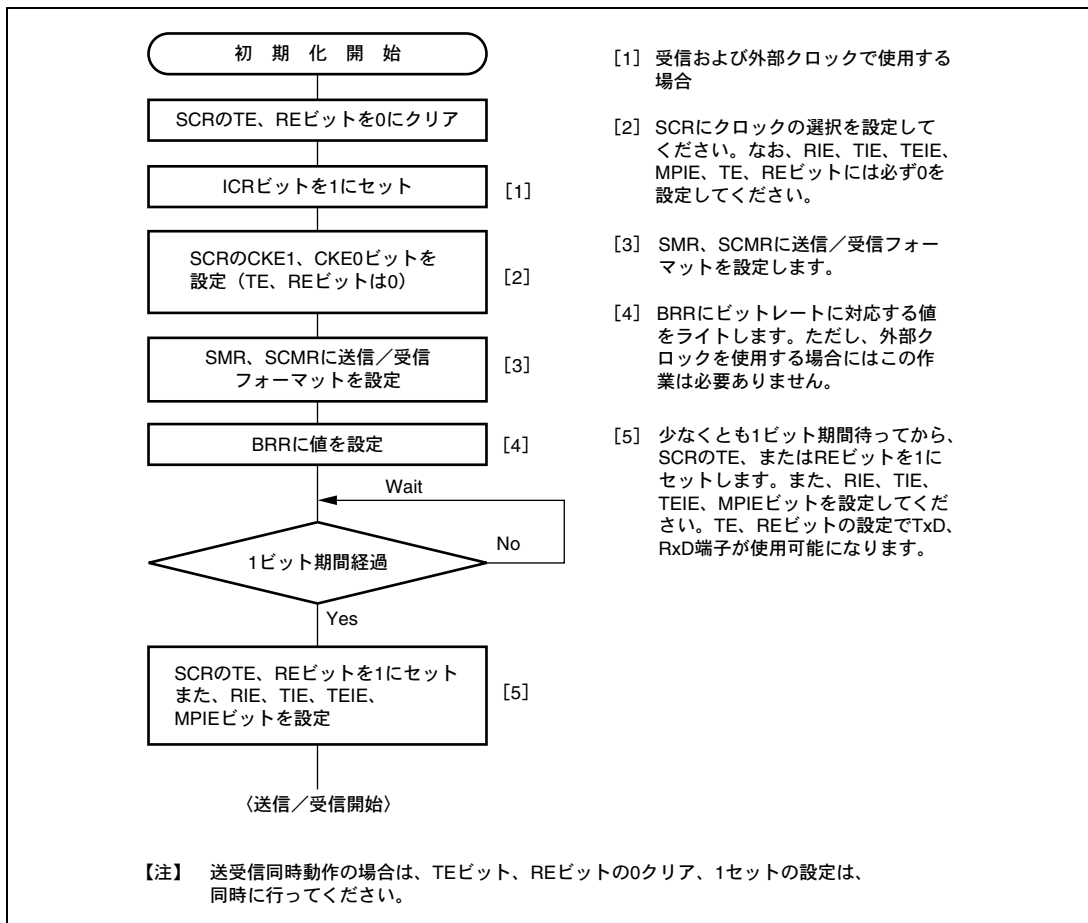 初期化開始
SCRのTE、REビットを0にクリア
ICRビットを1にセット
[1]
SCRのCKE1、CKE0ビットを
設定（TE、REビットは0）
[2]
SMR、SCMRに送信／受信
フォーマットを設定
[3]
BRRに値を設定
[4]
Wait
1ビット期間経過
No
Yes
SCRのTE、REビットを1にセット
また、RIE、TIE、TEIE、
MPIEビットを設定
[5]
〈送信／受信開始〉
[1] 受信および外部クロックで使用する
場合
[2] SCRにクロックの選択を設定して
ください。なお、RIE、TIE、TEIE、
MPIE、TE、REビットには必ず0を
設定してください。
[3] SMR、SCMRに送信／受信フォー
マットを設定します。
[4] BRRにビットレートに対応する値
をライトします。ただし、外部ク
ロックを使用する場合にはこの作
業は必要ありません。
[5] 少なくとも1ビット期間待ってから、
SCRのTE、またはREビットを1に
セットします。また、RIE、TIE、
TEIE、MPIEビットを設定してくだ
さい。TE、REビットの設定でTxD、
RxD端子が使用可能になります。
【注】 送受信同時動作の場合は、TEビット、REビットの0クリア、1セットの設定は、
同時に行ってください。